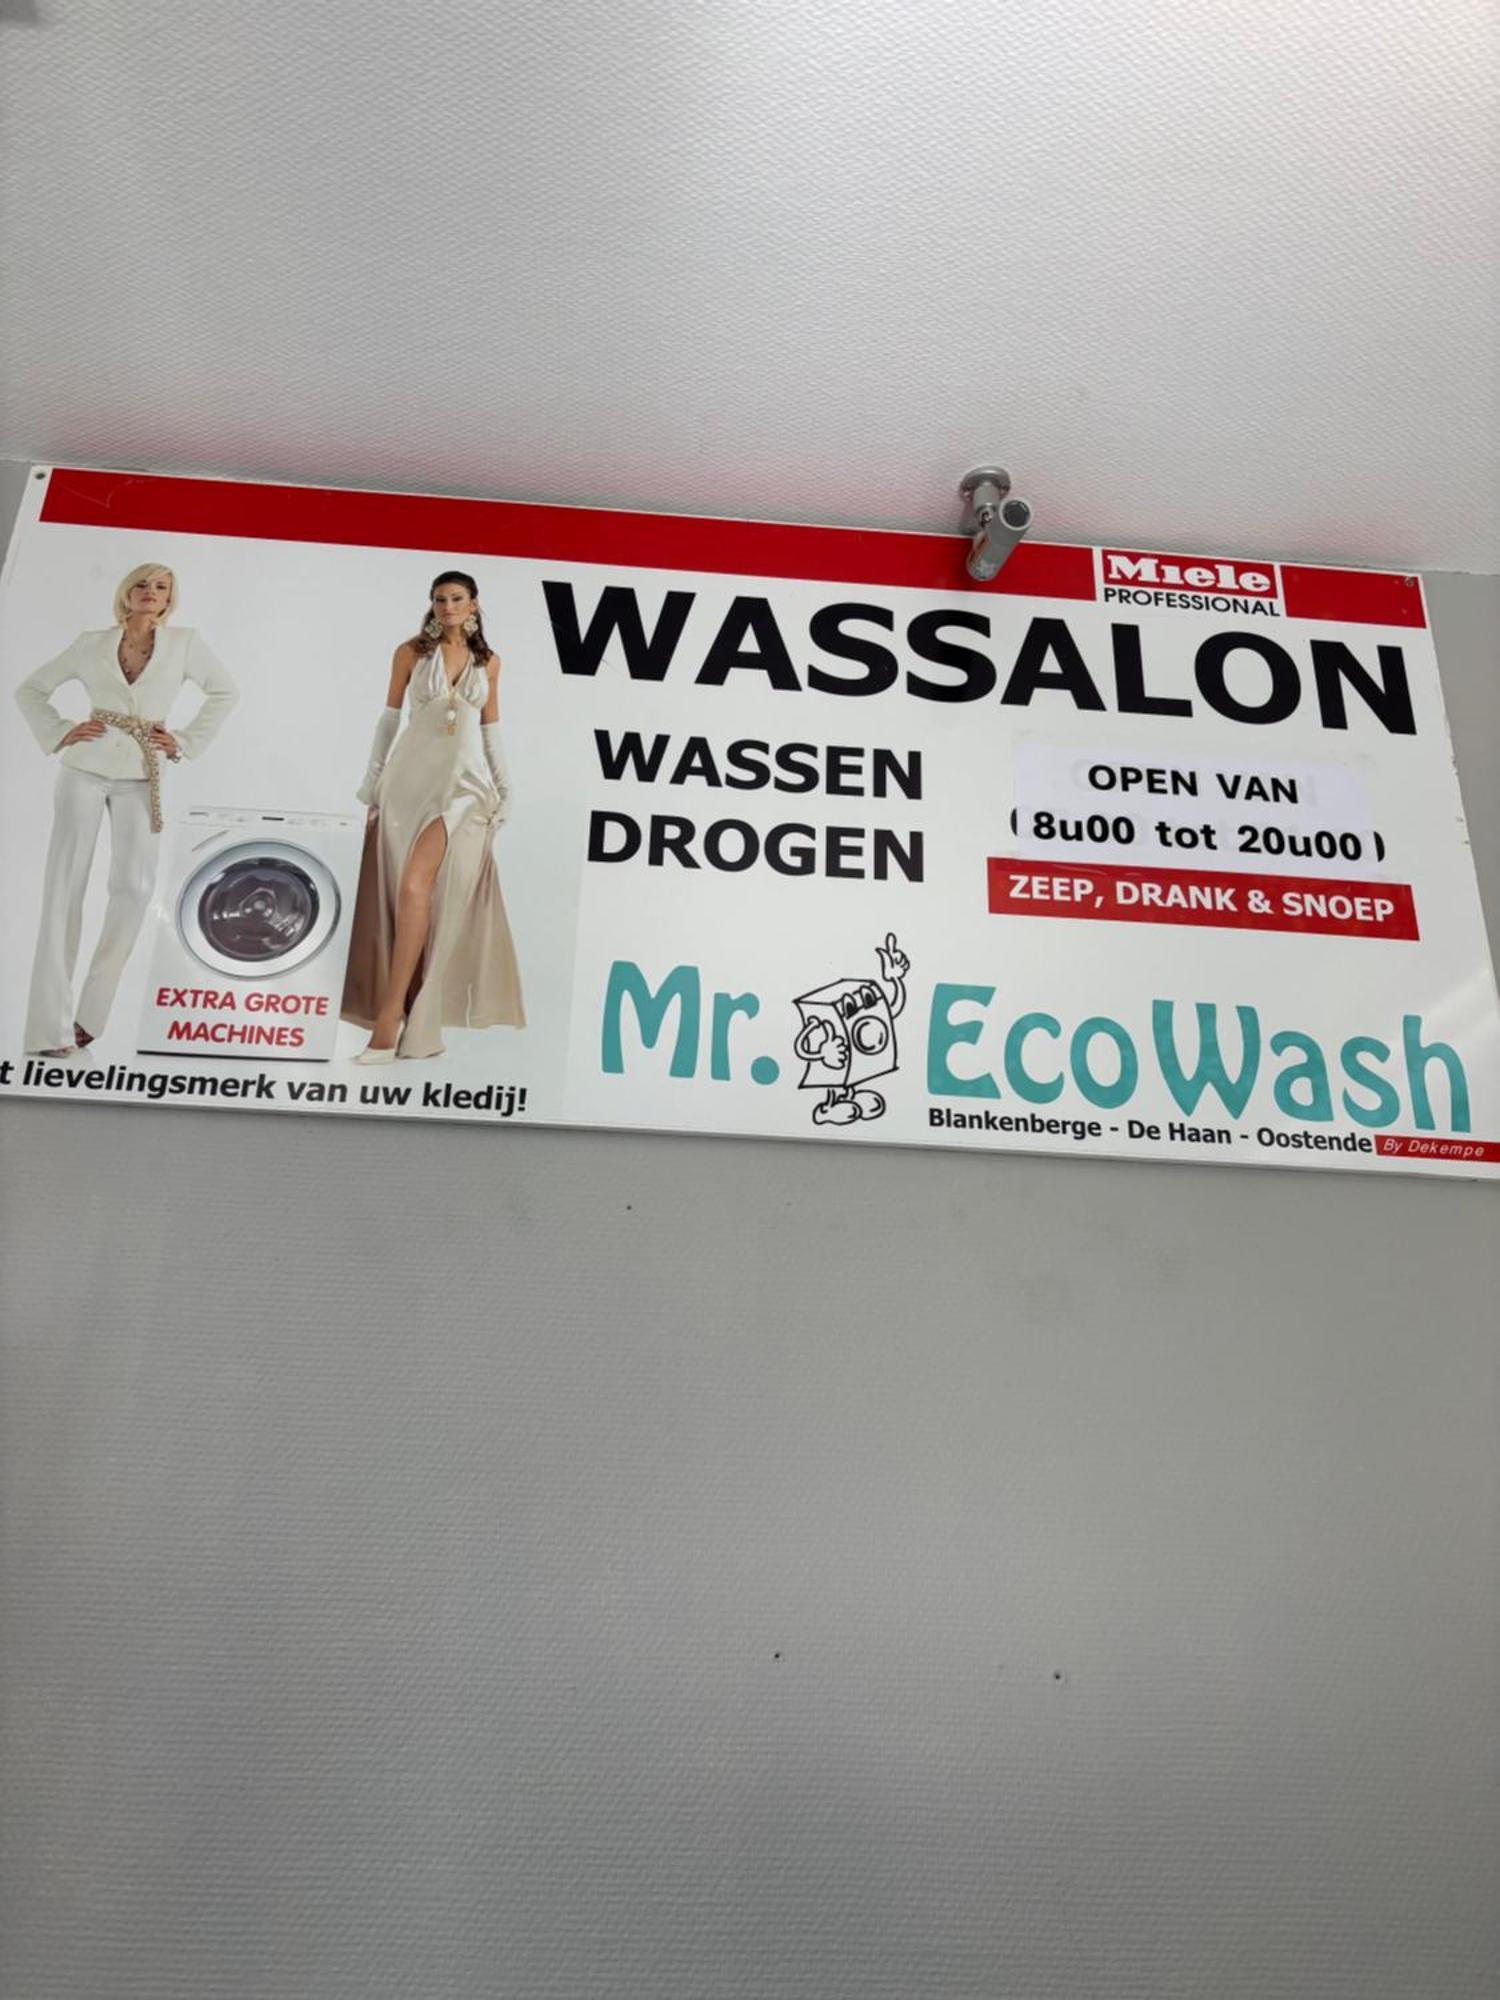 Miele
PROFESSIONAL
WASSALON
WASSEN
DROGEN
OPEN VAN
(8u00 tot 20u00)
ZEEP, DRANK & SNOEP
EXTRA GROTE
MACHINES
t lievelingsmerk van uw kledij!
Mr. EcoWash
Blankenberge - De Haan - Oostende
By Dekempe